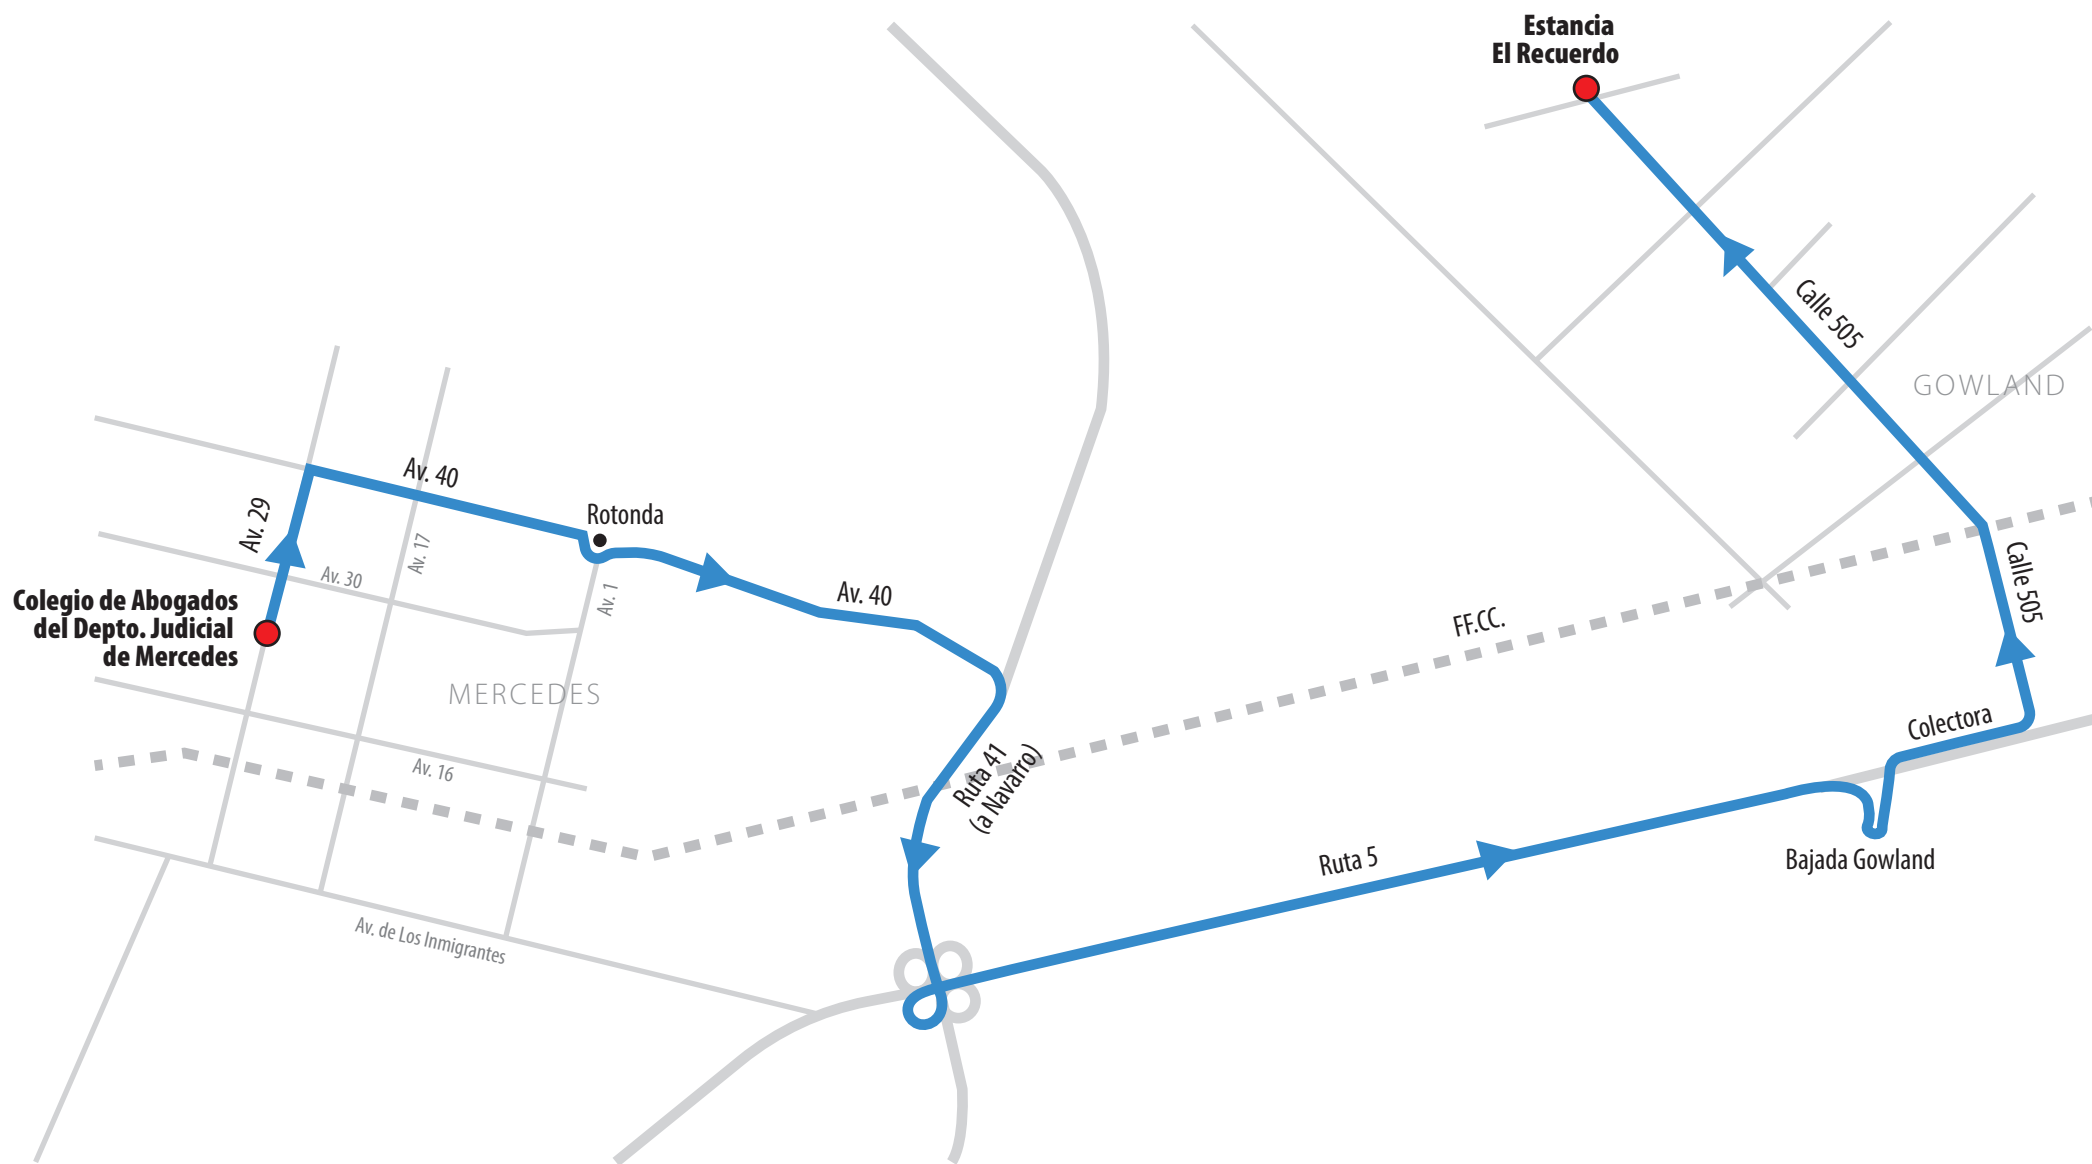 Estancia
El Recuerdo
Calle 505
GOWLAND
Av. 40
Av. 29
Rotonda
Av. 17
Av. 30
Av. 1
Av. 40
Colegio de Abogados
del Depto. Judicial
de Mercedes
MERCEDES
FF.CC.
Calle 505
Colectora
Ruta 41
(a Navarro)
Av. 16
Ruta 5
Bajada Gowland
Av. de Los Inmigrantes